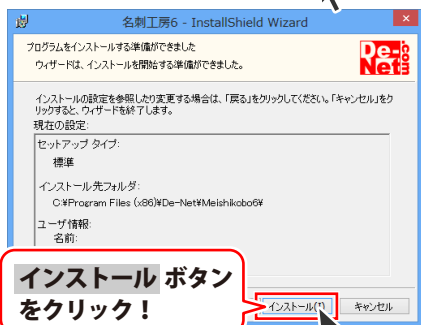 名刺工房6 - InstallShield Wizard
プログラムをインストールする準備ができました
ウィザードは、インストールを開始する準備ができました。
De-Net.com
インストールの設定を参照したり変更する場合は、「戻る」をクリックしてください。「キャンセル」をク
リックすると、ウィザードを終了します。
現在の設定:
セットアップ タイプ:
標準
インストール先フォルダ:
C:¥Program Files (x86)¥De-Net¥Meishikobo6¥
ユーザ情報:
名前:
インストール ボタン
をクリック！
インストール(I)
キャンセル